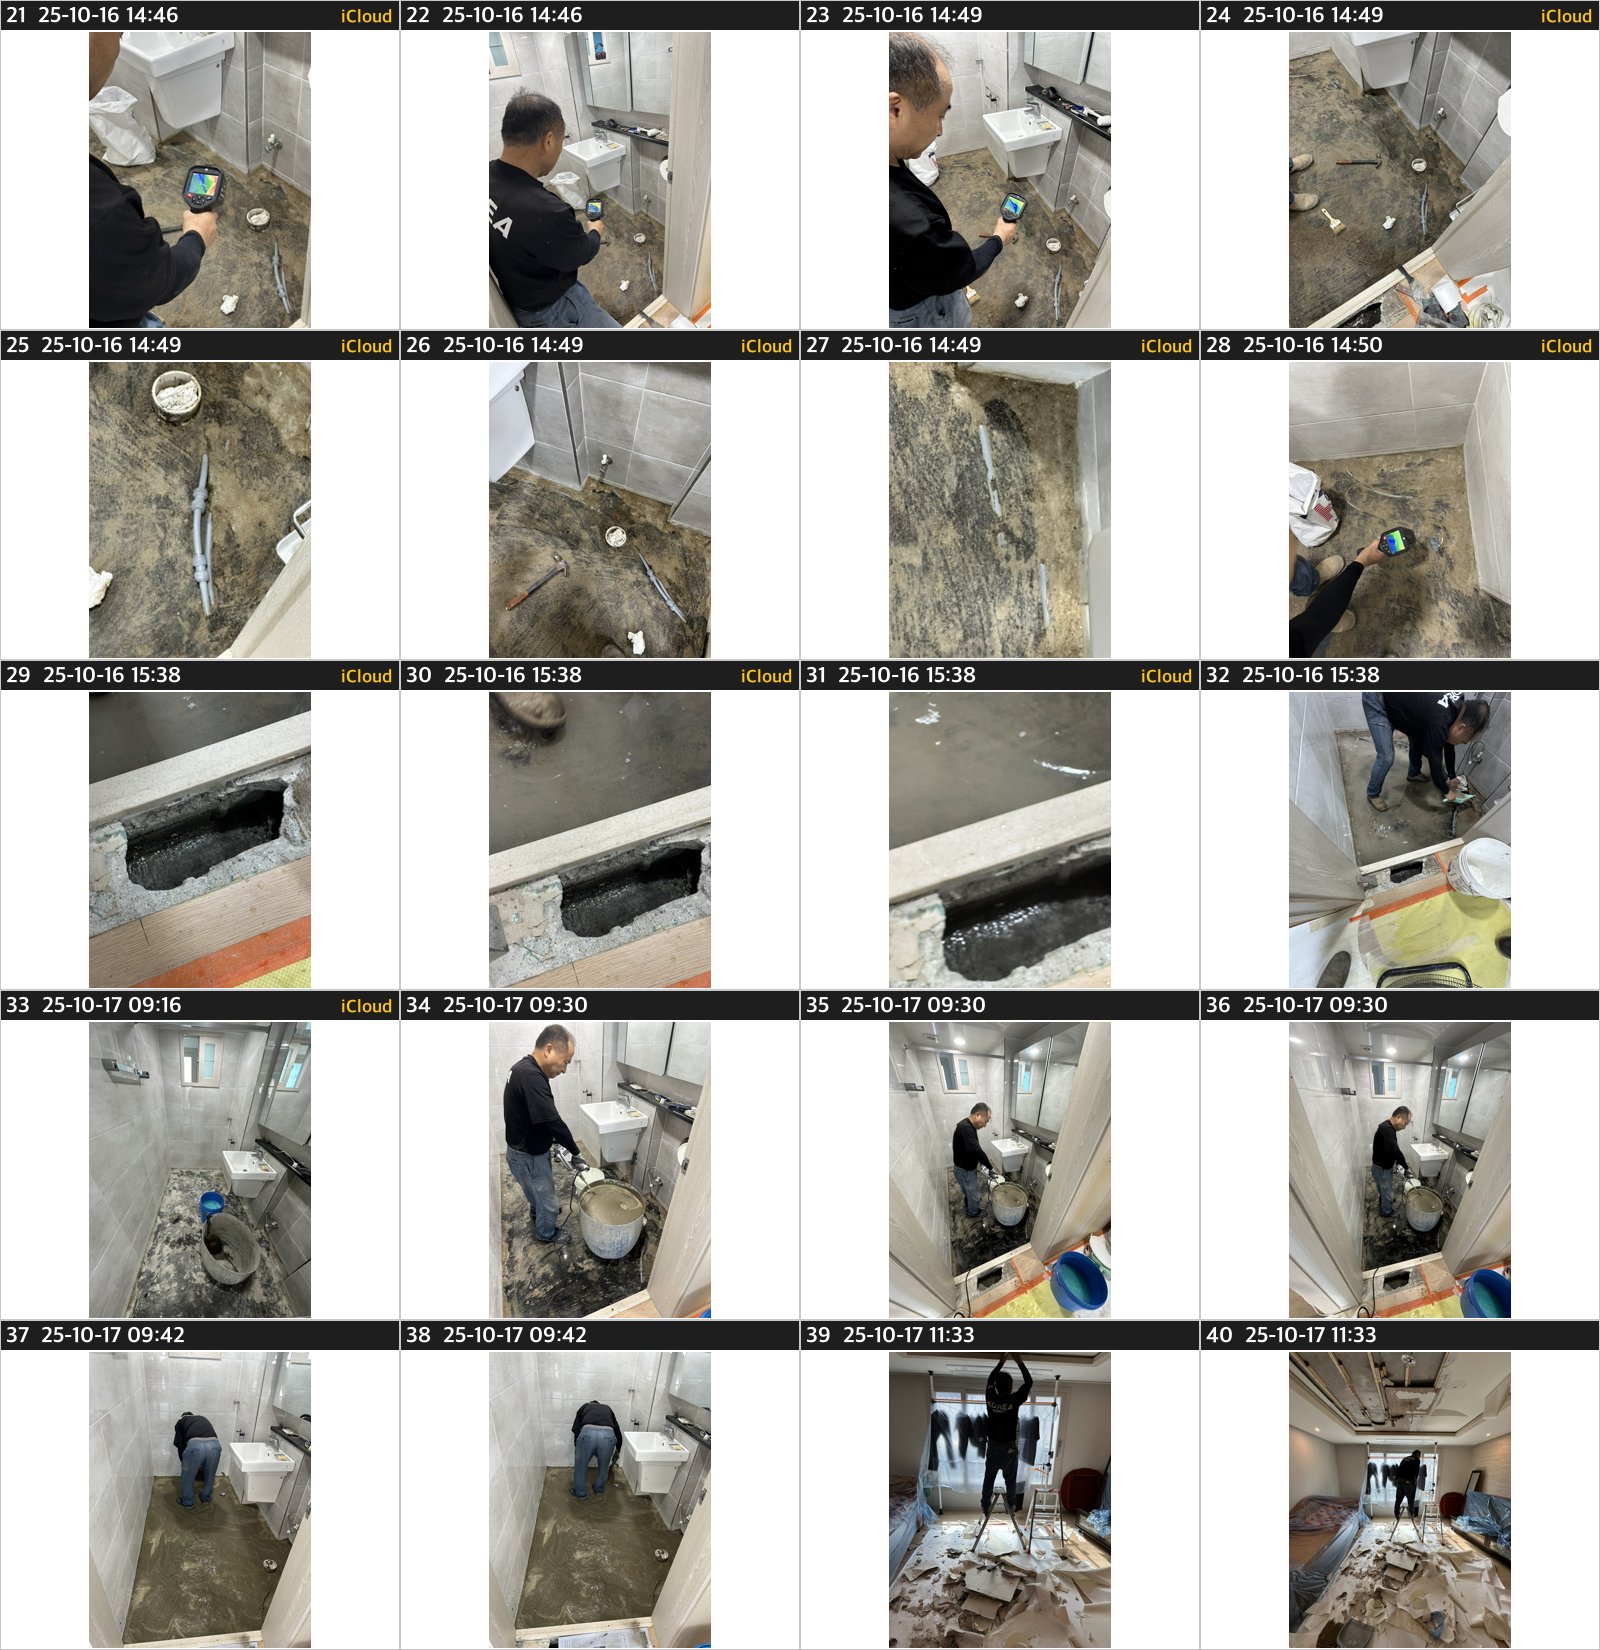 21 25-10-16 14:46 iCloud
22 25-10-16 14:46
23 25-10-16 14:49
24 25-10-16 14:49 iCloud
EA
25 25-10-16 14:49 iCloud
26 25-10-16 14:49 iCloud
27 25-10-16 14:49 iCloud
28 25-10-16 14:50 iCloud
29 25-10-16 15:38 iCloud
30 25-10-16 15:38 iCloud
31 25-10-16 15:38 iCloud
32 25-10-16 15:38
33 25-10-17 09:16 iCloud
34 25-10-17 09:30
35 25-10-17 09:30
36 25-10-17 09:30
37 25-10-17 09:42
38 25-10-17 09:42
39 25-10-17 11:33
40 25-10-17 11:33
KOREA